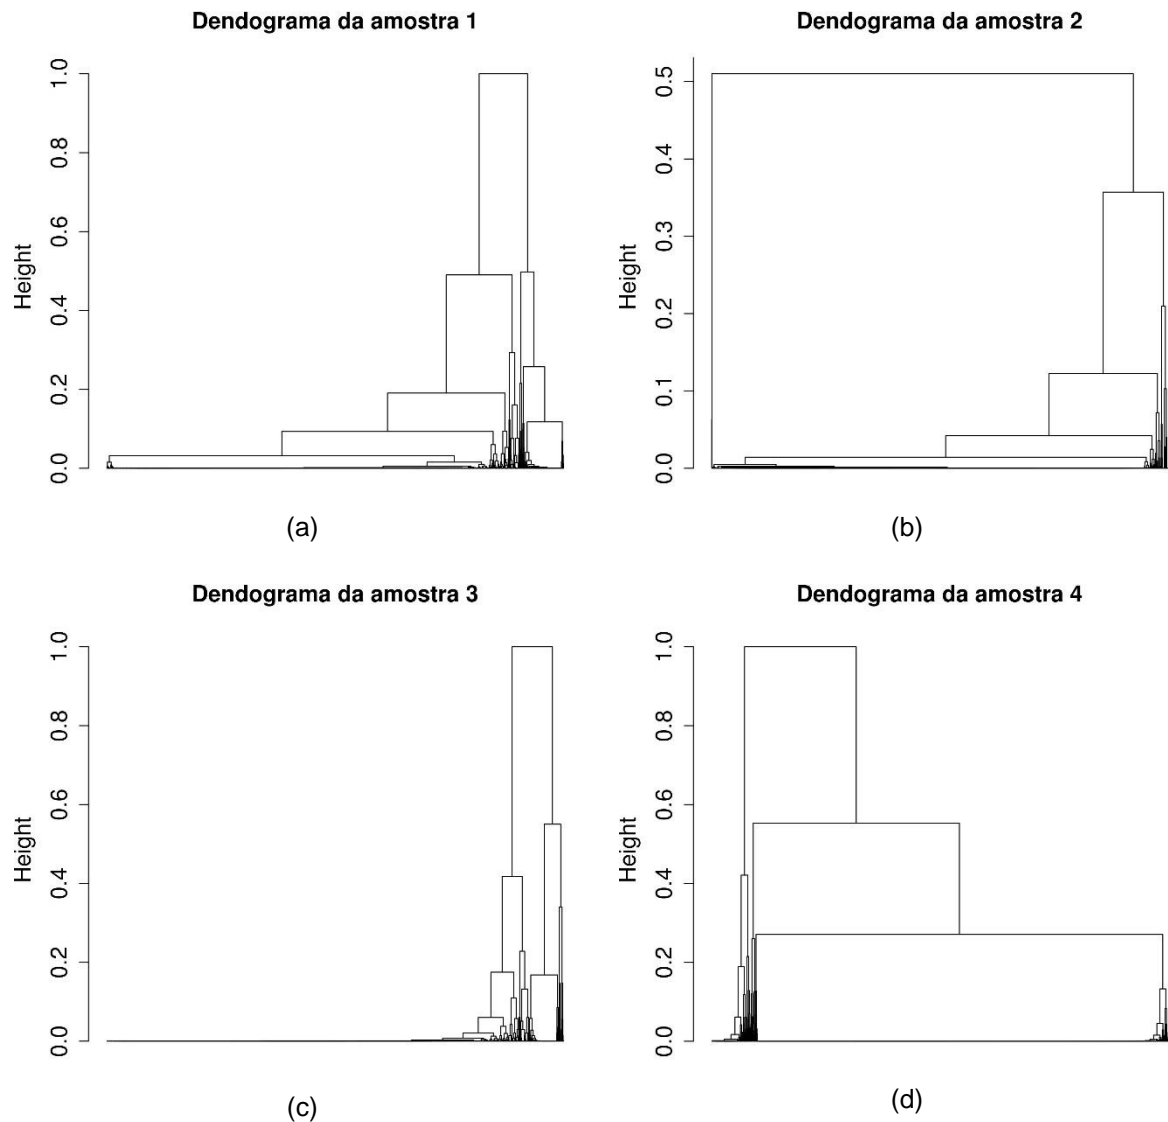 Dendograma da amostra 1
Height
1.0
0.8
0.6
0.4
0.2
0.0
(a)
Dendograma da amostra 2
Height
0.5
0.4
0.3
0.2
0.1
0.0
(b)
Dendograma da amostra 3
Height
1.0
0.8
0.6
0.4
0.2
0.0
(c)
Dendograma da amostra 4
Height
1.0
0.8
0.6
0.4
0.2
0.0
(d)